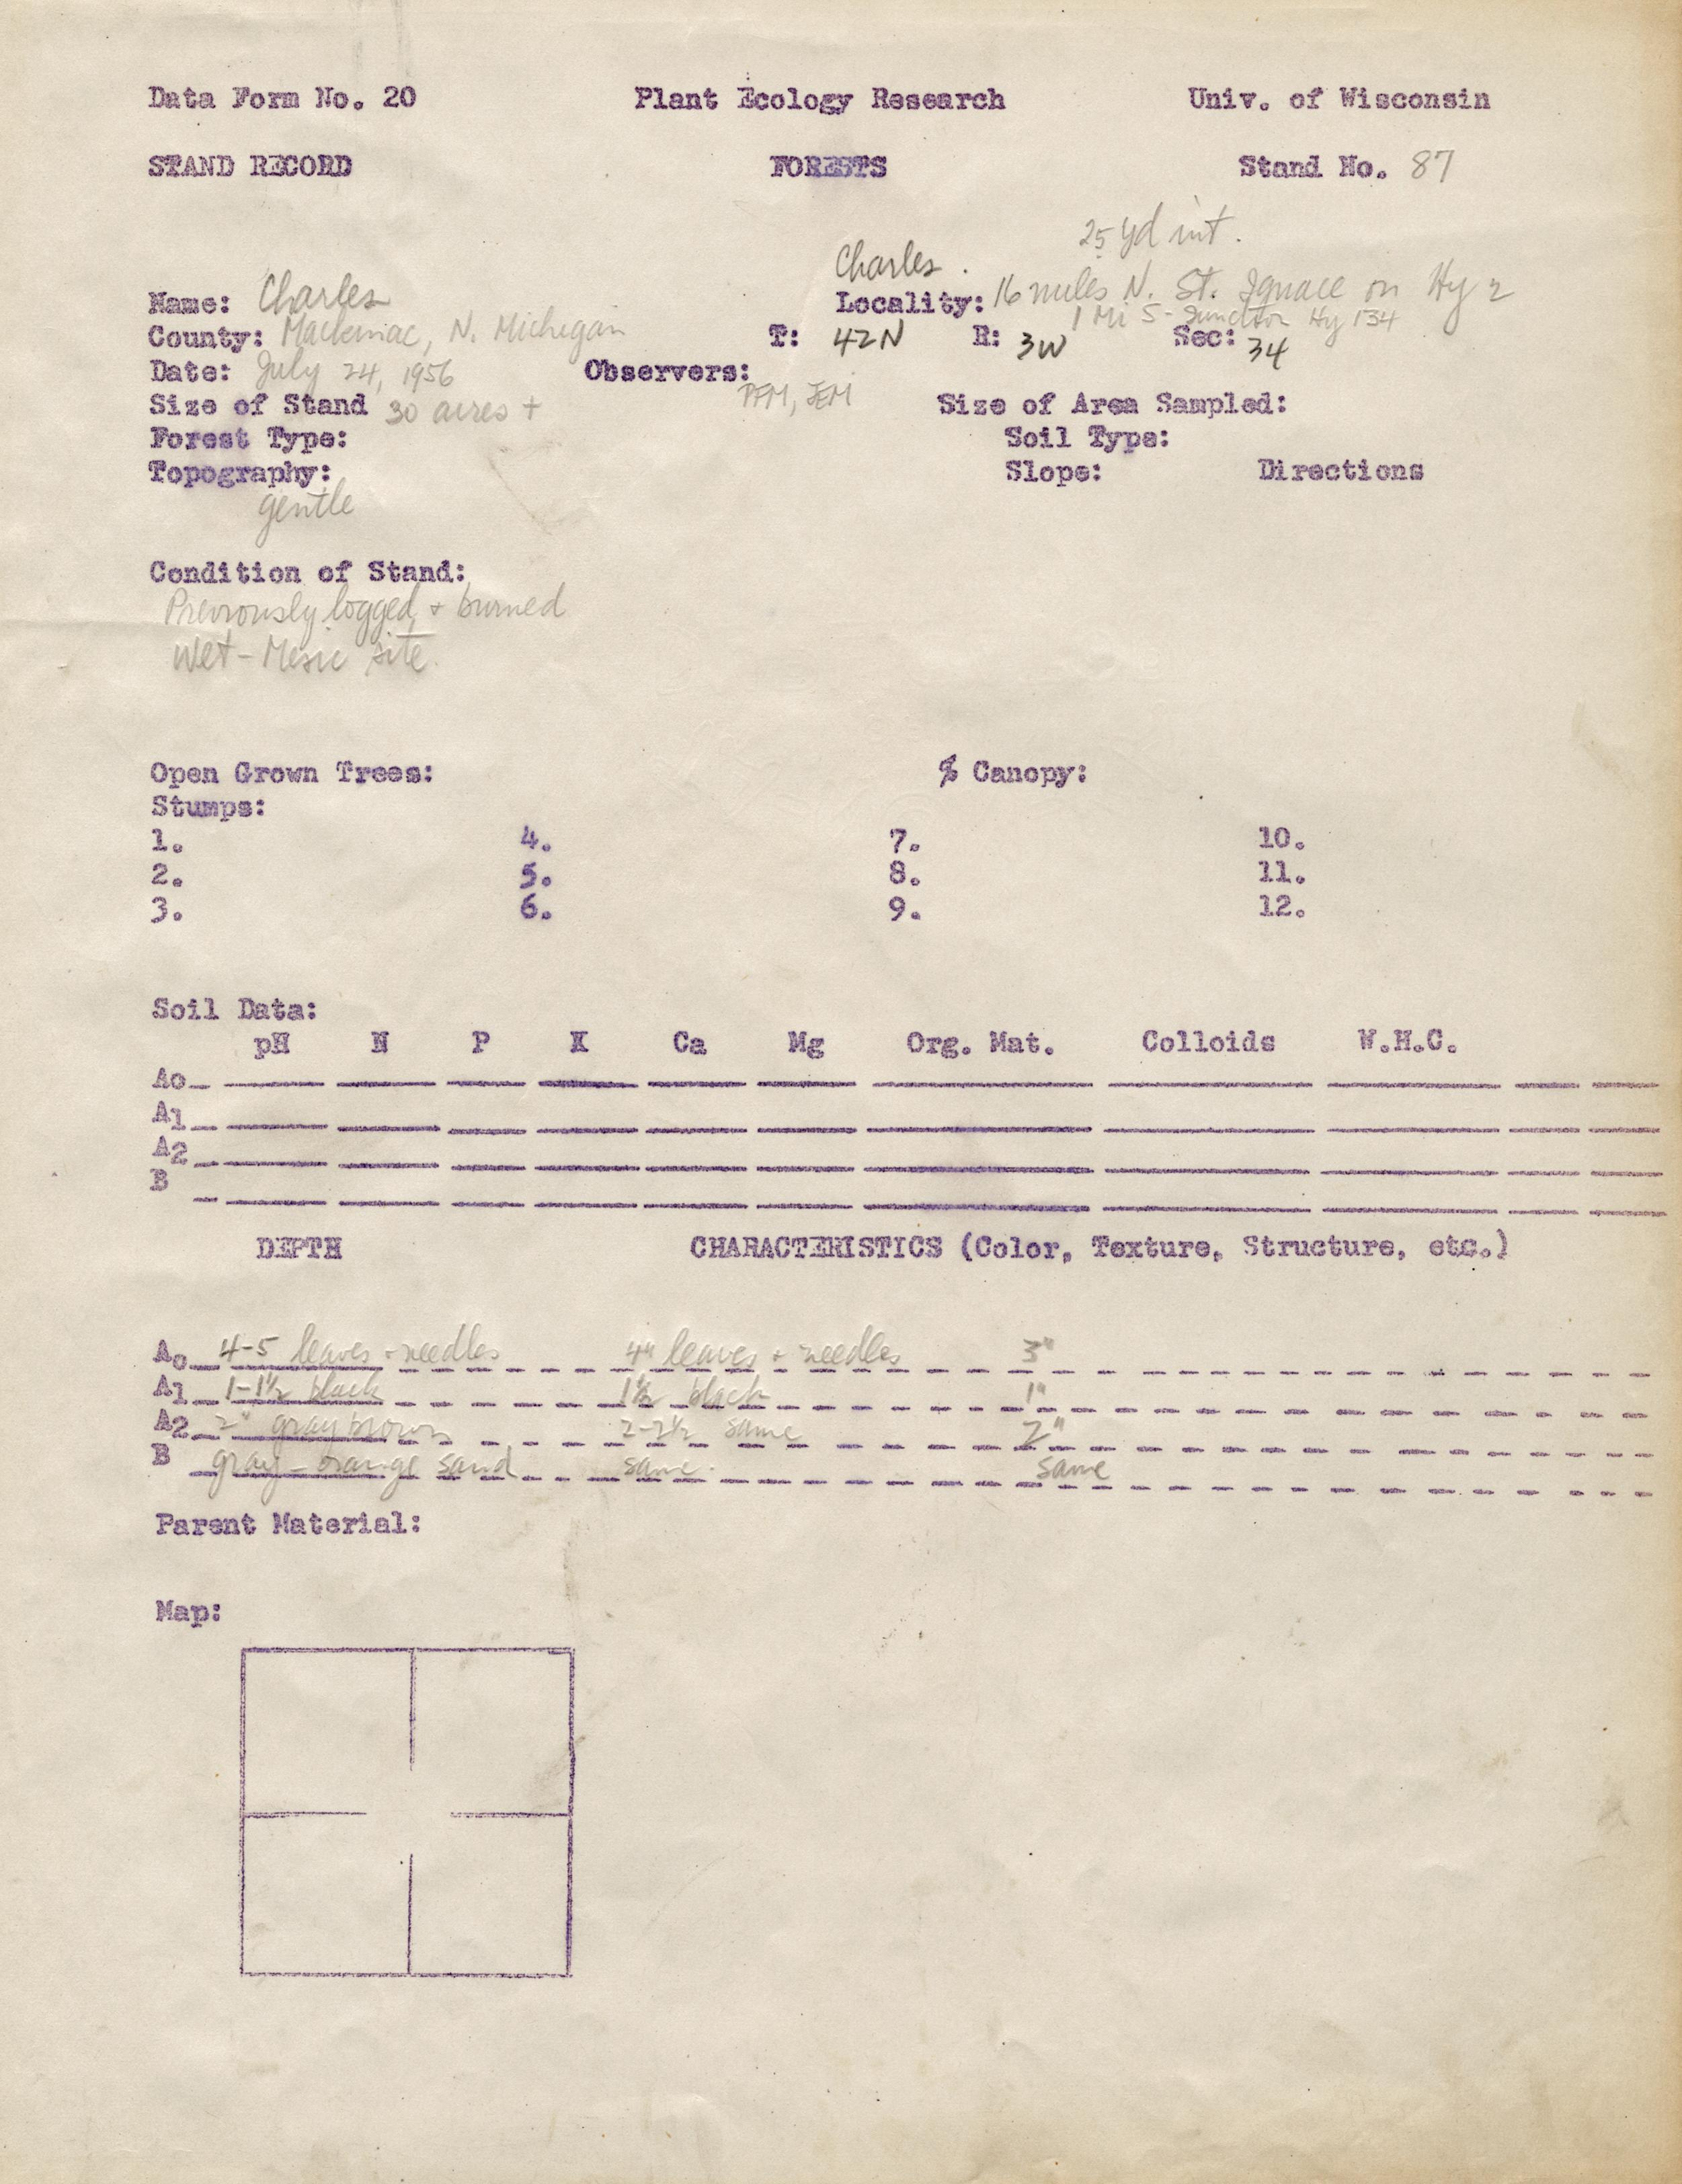 Data Form No. 20 Plant Ecology Research Univ. of Wisconsin
STAND RECORD FORESTS Stand No. 87
25 yd int.
Charles.
Name: Charles Locality: 16 miles N. St. Ignace on Hy 2
1 Mi S- Junction Hy 134
County: Mackinac, N. Michigan T: 42N R: 3W Sec: 34
Date: July 24, 1956 Observers: PFM, JEM
Size of Stand 30 acres + Size of Area Sampled:
Forest Type: Soil Type:
Topography: Slope: Directions
gentle
Condition of Stand:
Previously logged + burned
Wet-Mesic site.
Open Grown Trees: % Canopy:
Stumps:
1. 4. 7. 10.
2. 5. 8. 11.
3. 6. 9. 12.
Soil Data:
pH N P K Ca Mg Org. Mat. Colloids W.H.C.
Ao
A1
A2
B
DEPTH CHARACTERISTICS (Color, Texture, Structure, etc.)
Ao 4-5 leaves + needles 4" leaves + needles 3"
A1 1-1½ black 1½ black 1"
A2 2" gray brown 2-2½ same 2"
B gray-orange sand same. same
Parent Material:
Map: